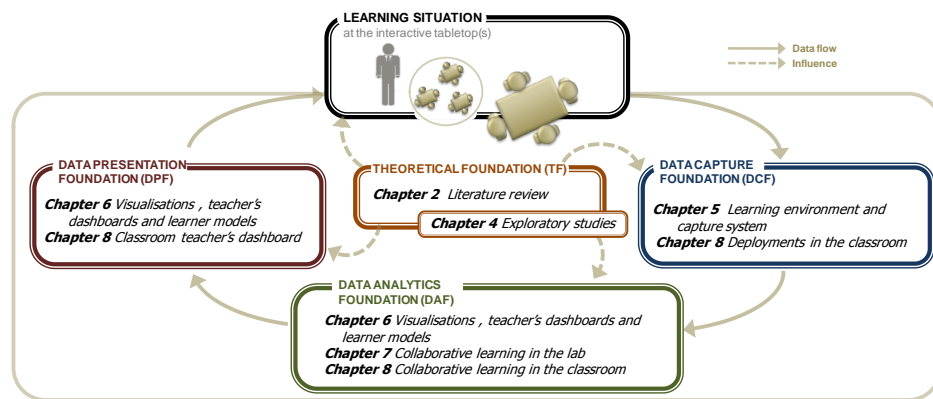 LEARNING SITUATION
at the interactive tabletop(s)
Data flow
Influence
DATA PRESENTATION
FOUNDATION (DPF)
Chapter 6 Visualisations , teacher's
dashboards and learner models
Chapter 8 Classroom teacher's dashboard
THEORETICAL FOUNDATION (TF)
Chapter 2 Literature review
Chapter 4 Exploratory studies
DATA CAPTURE
FOUNDATION (DCF)
Chapter 5 Learning environment and
capture system
Chapter 8 Deployments in the classroom
DATA ANALYTICS
FOUNDATION (DAF)
Chapter 6 Visualisations , teacher's dashboards and
learner models
Chapter 7 Collaborative learning in the lab
Chapter 8 Collaborative learning in the classroom